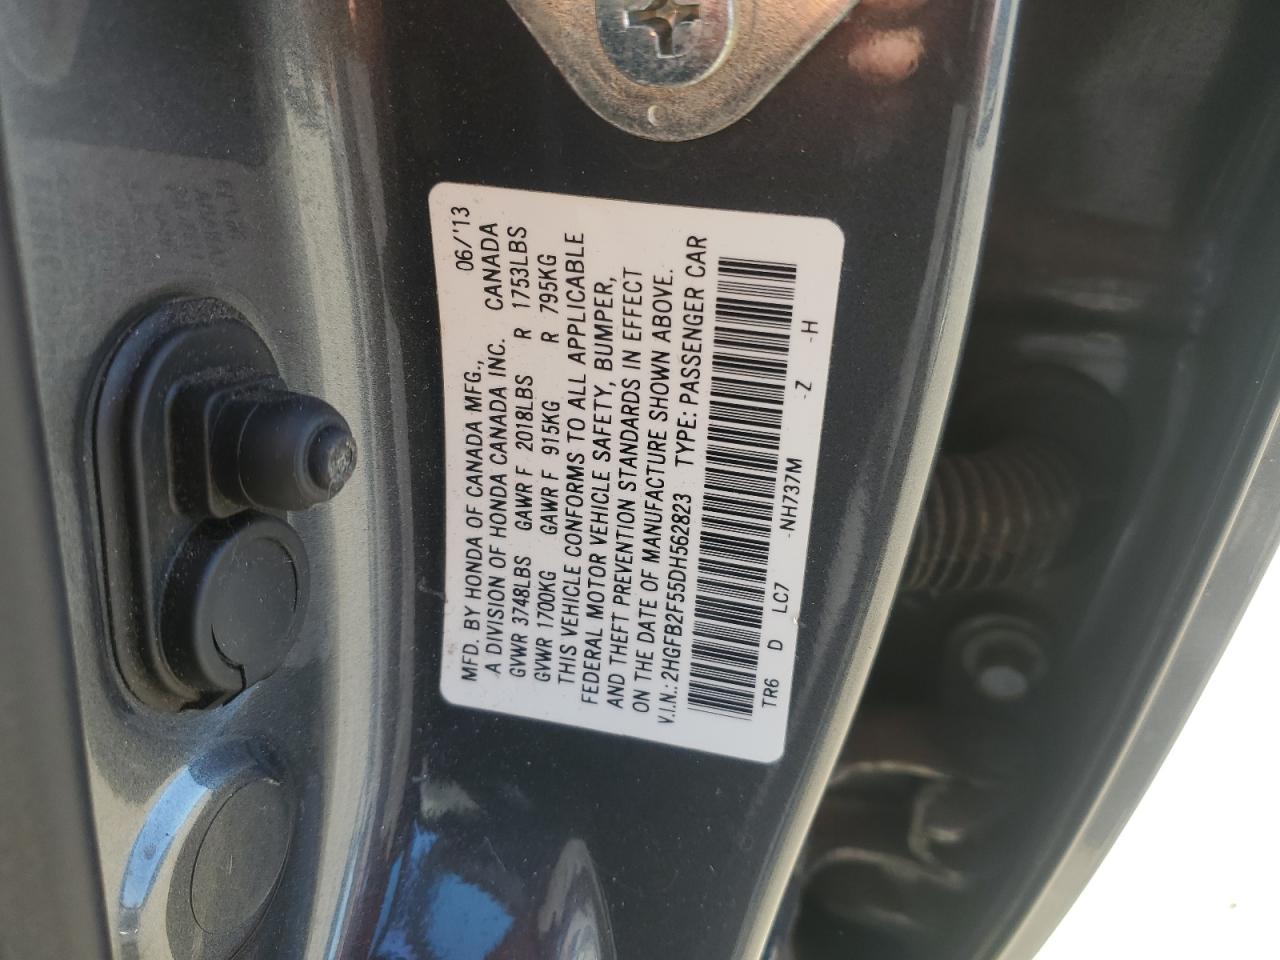 MFD. BY HONDA OF CANADA MFG., 06/'13
A DIVISION OF HONDA CANADA INC. CANADA
GVWR 3748LBS GAWR F 2018LBS R 1753LBS
GVWR 1700KG GAWR F 915KG R 795KG
THIS VEHICLE CONFORMS TO ALL APPLICABLE
FEDERAL MOTOR VEHICLE SAFETY, BUMPER,
AND THEFT PREVENTION STANDARDS IN EFFECT
ON THE DATE OF MANUFACTURE SHOWN ABOVE.
V.I.N.: 2HGFB2F55DH562823 TYPE: PASSENGER CAR
TR6 D LC7 -NH737M -Z -H